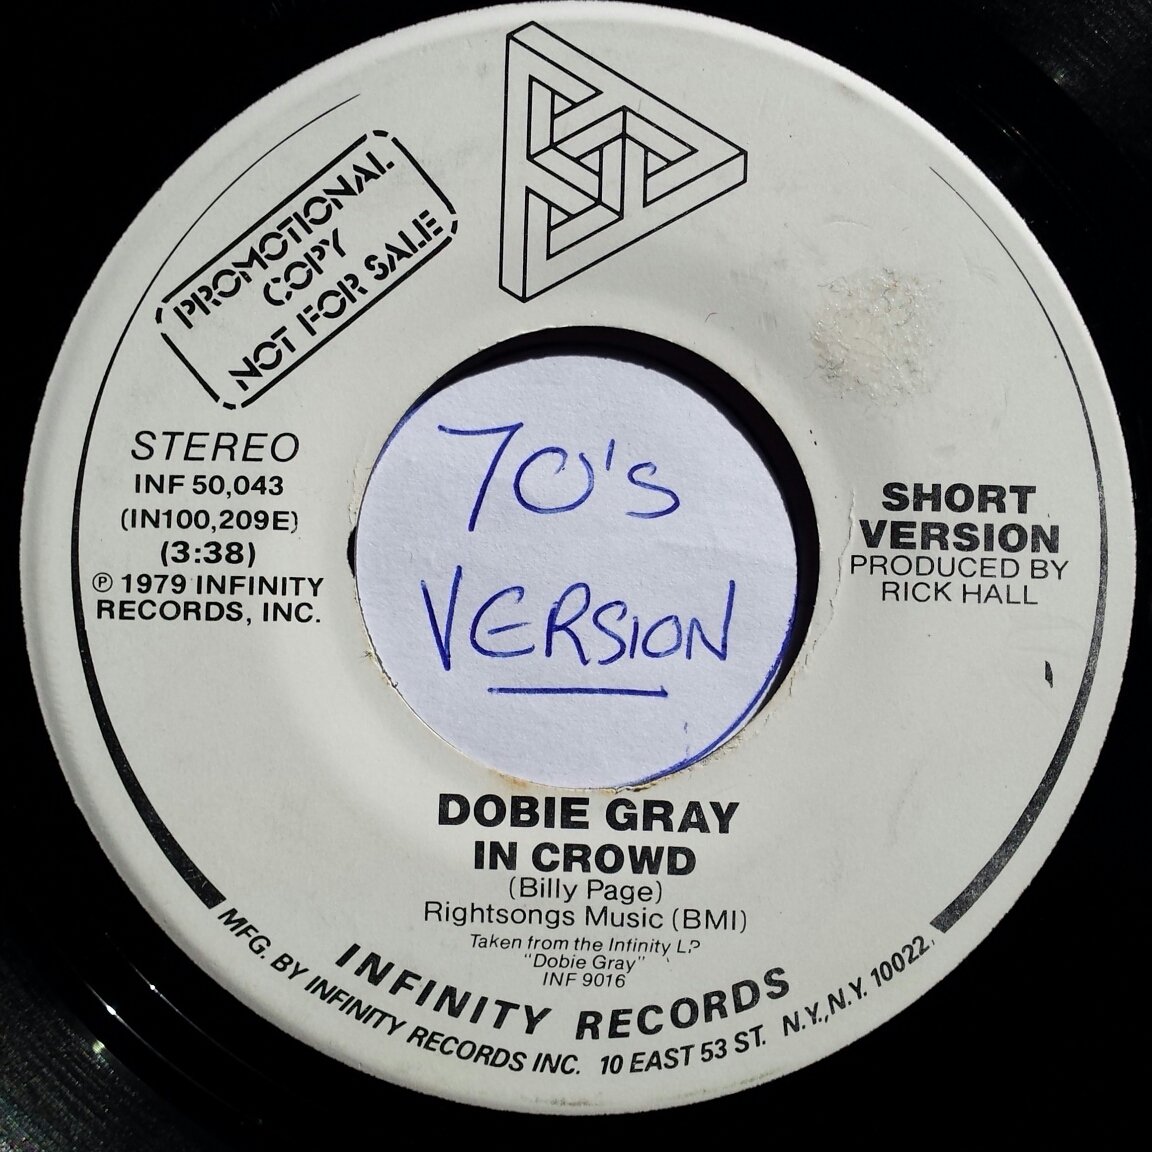 PROMOTIONAL
COPY
NOT FOR SALE
STEREO
INF 50,043
(IN100,209E)
(3:38)
℗ 1979 INFINITY
RECORDS, INC.
70's
VERSION
SHORT
VERSION
PRODUCED BY
RICK HALL
DOBIE GRAY
IN CROWD
(Billy Page)
Rightsongs Music (BMI)
Taken from the Infinity LP
"Dobie Gray"
INF 9016
INFINITY RECORDS
MFG. BY INFINITY RECORDS INC. 10 EAST 53 ST. N.Y., N.Y. 10022.